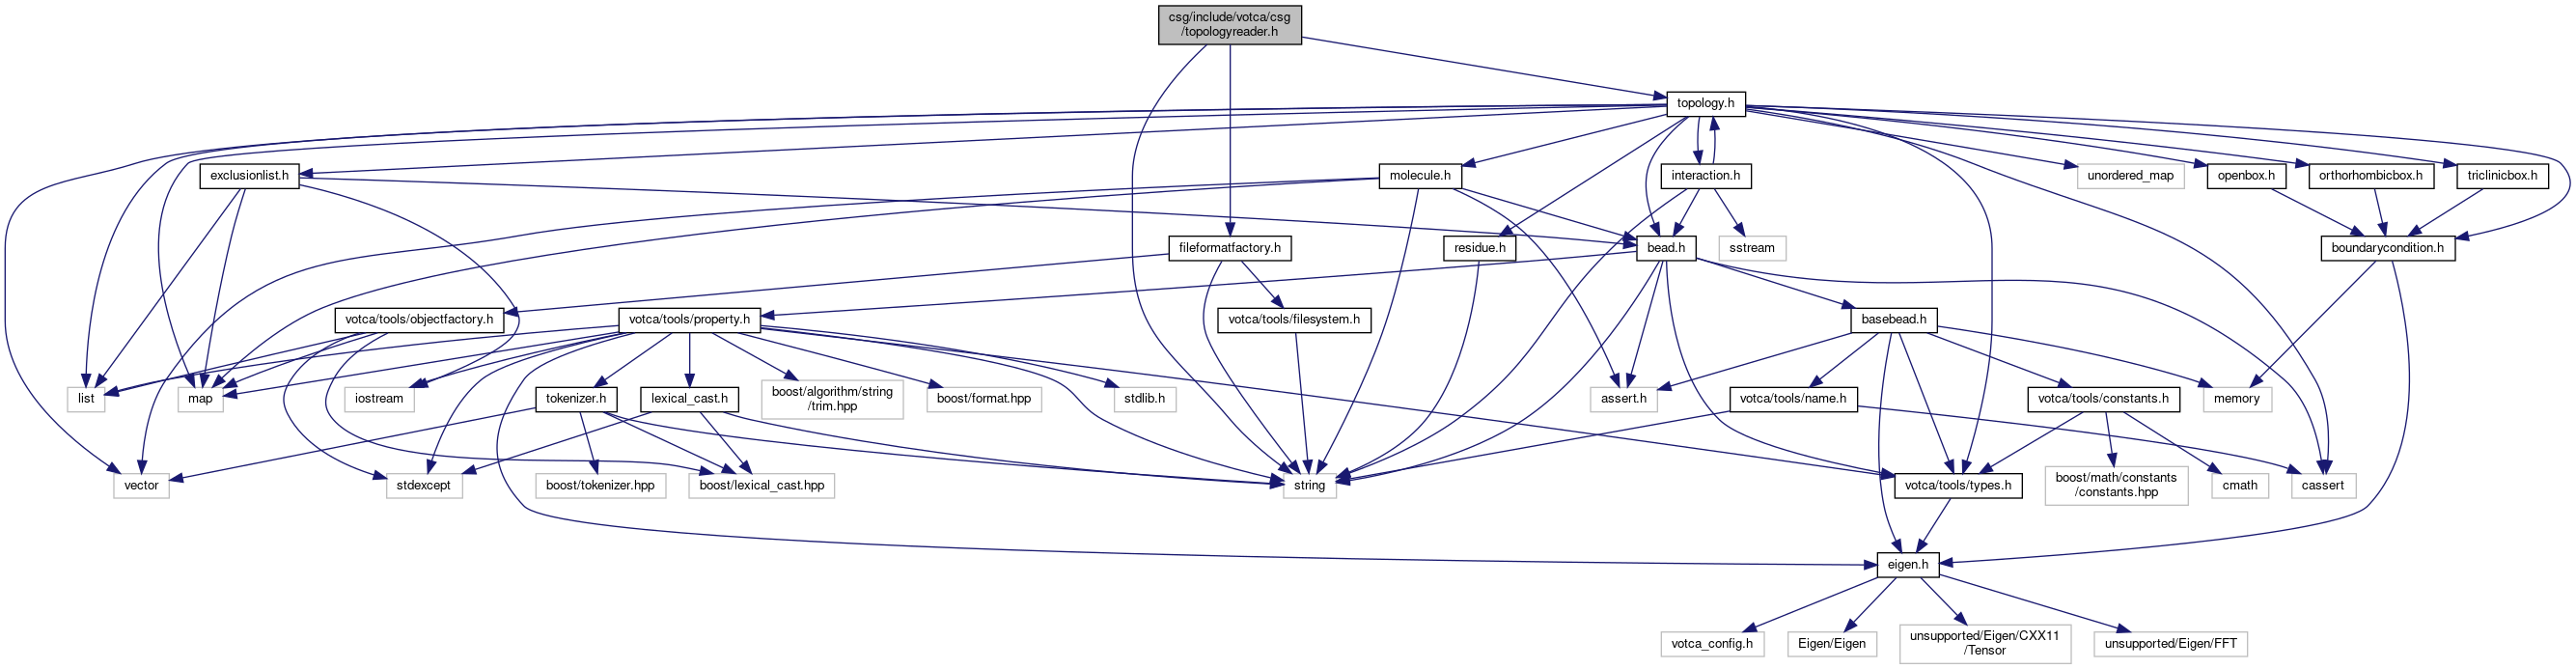 csg/include/votca/csg
/topologyreader.h
topology.h
exclusionlist.h
molecule.h
interaction.h
unordered_map
openbox.h
orthorhombicbox.h
triclinicbox.h
fileformatfactory.h
residue.h
bead.h
sstream
boundarycondition.h
votca/tools/objectfactory.h
votca/tools/property.h
votca/tools/filesystem.h
basebead.h
list
map
iostream
tokenizer.h
lexical_cast.h
boost/algorithm/string
/trim.hpp
boost/format.hpp
stdlib.h
assert.h
votca/tools/name.h
votca/tools/constants.h
memory
vector
stdexcept
boost/tokenizer.hpp
boost/lexical_cast.hpp
string
votca/tools/types.h
boost/math/constants
/constants.hpp
cmath
cassert
eigen.h
votca_config.h
Eigen/Eigen
unsupported/Eigen/CXX11
/Tensor
unsupported/Eigen/FFT